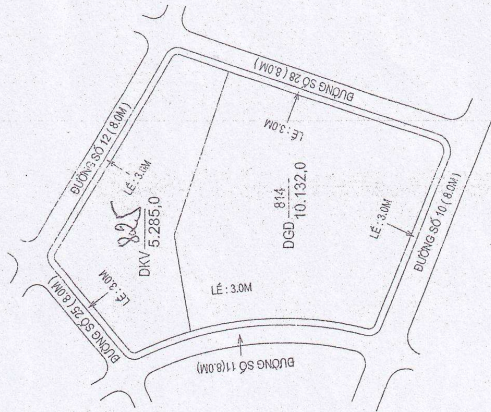 ĐƯỜNG SỐ 28 (8.0M)
ĐƯỜNG SỐ 12 (8.0M)
LỀ : 3.0M
LỀ : 3.0M
825
DKV
5.285,0
814
DGD
10.132,0
LỀ : 3.0M
LỀ : 3.0M
LỀ : 3.0M
ĐƯỜNG SỐ 10 (8.0M)
ĐƯỜNG SỐ 25 (8.0M)
ĐƯỜNG SỐ 11(8.0M)